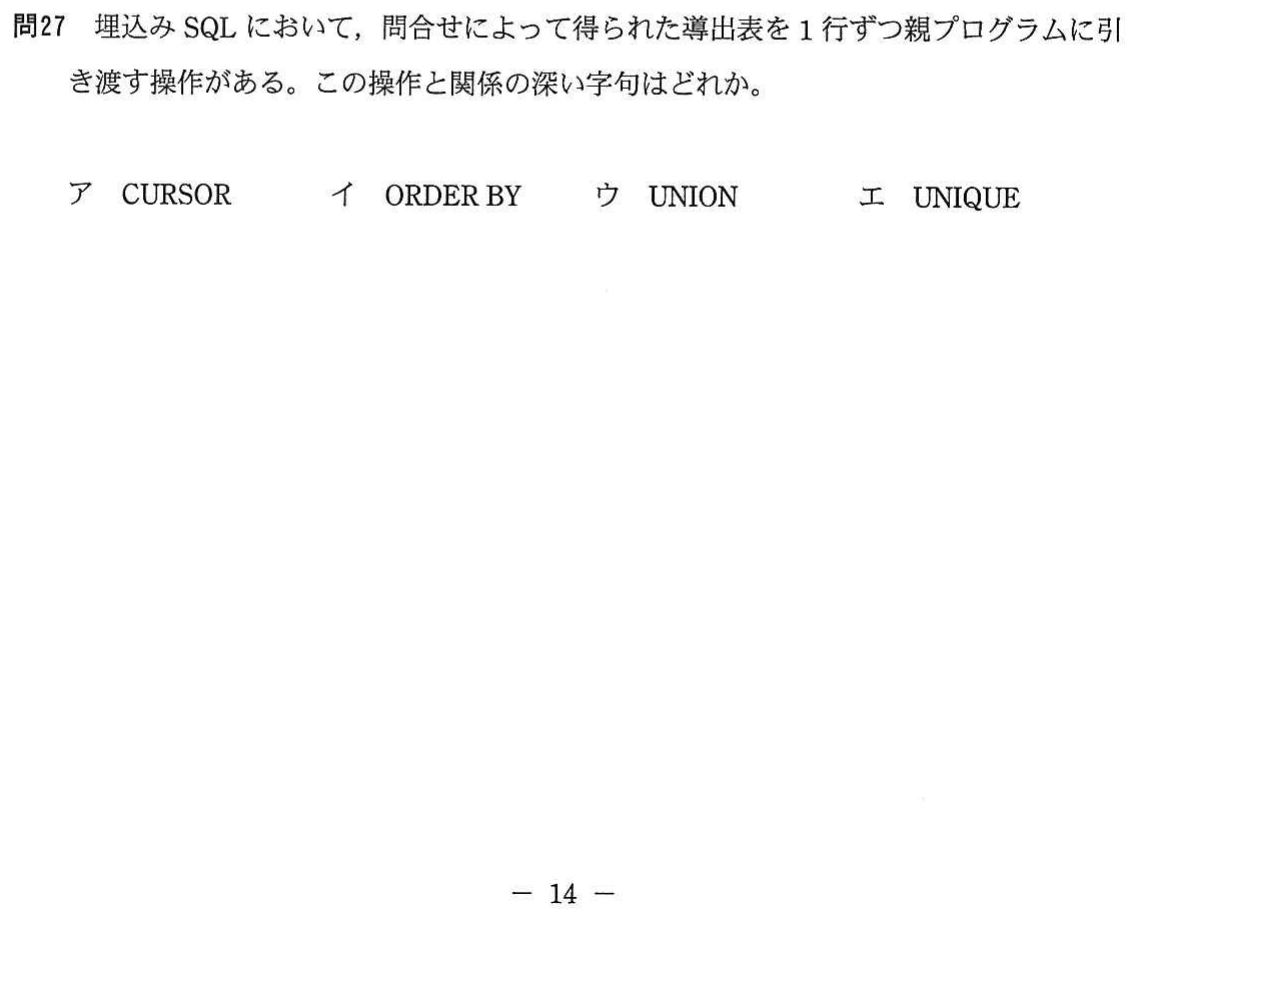 問27 埋込み SQL において，問合せによって得られた導出表を 1 行ずつ親プログラムに引
き渡す操作がある。この操作と関係の深い字句はどれか。
ア CURSOR イ ORDER BY ウ UNION エ UNIQUE
－ 14 －